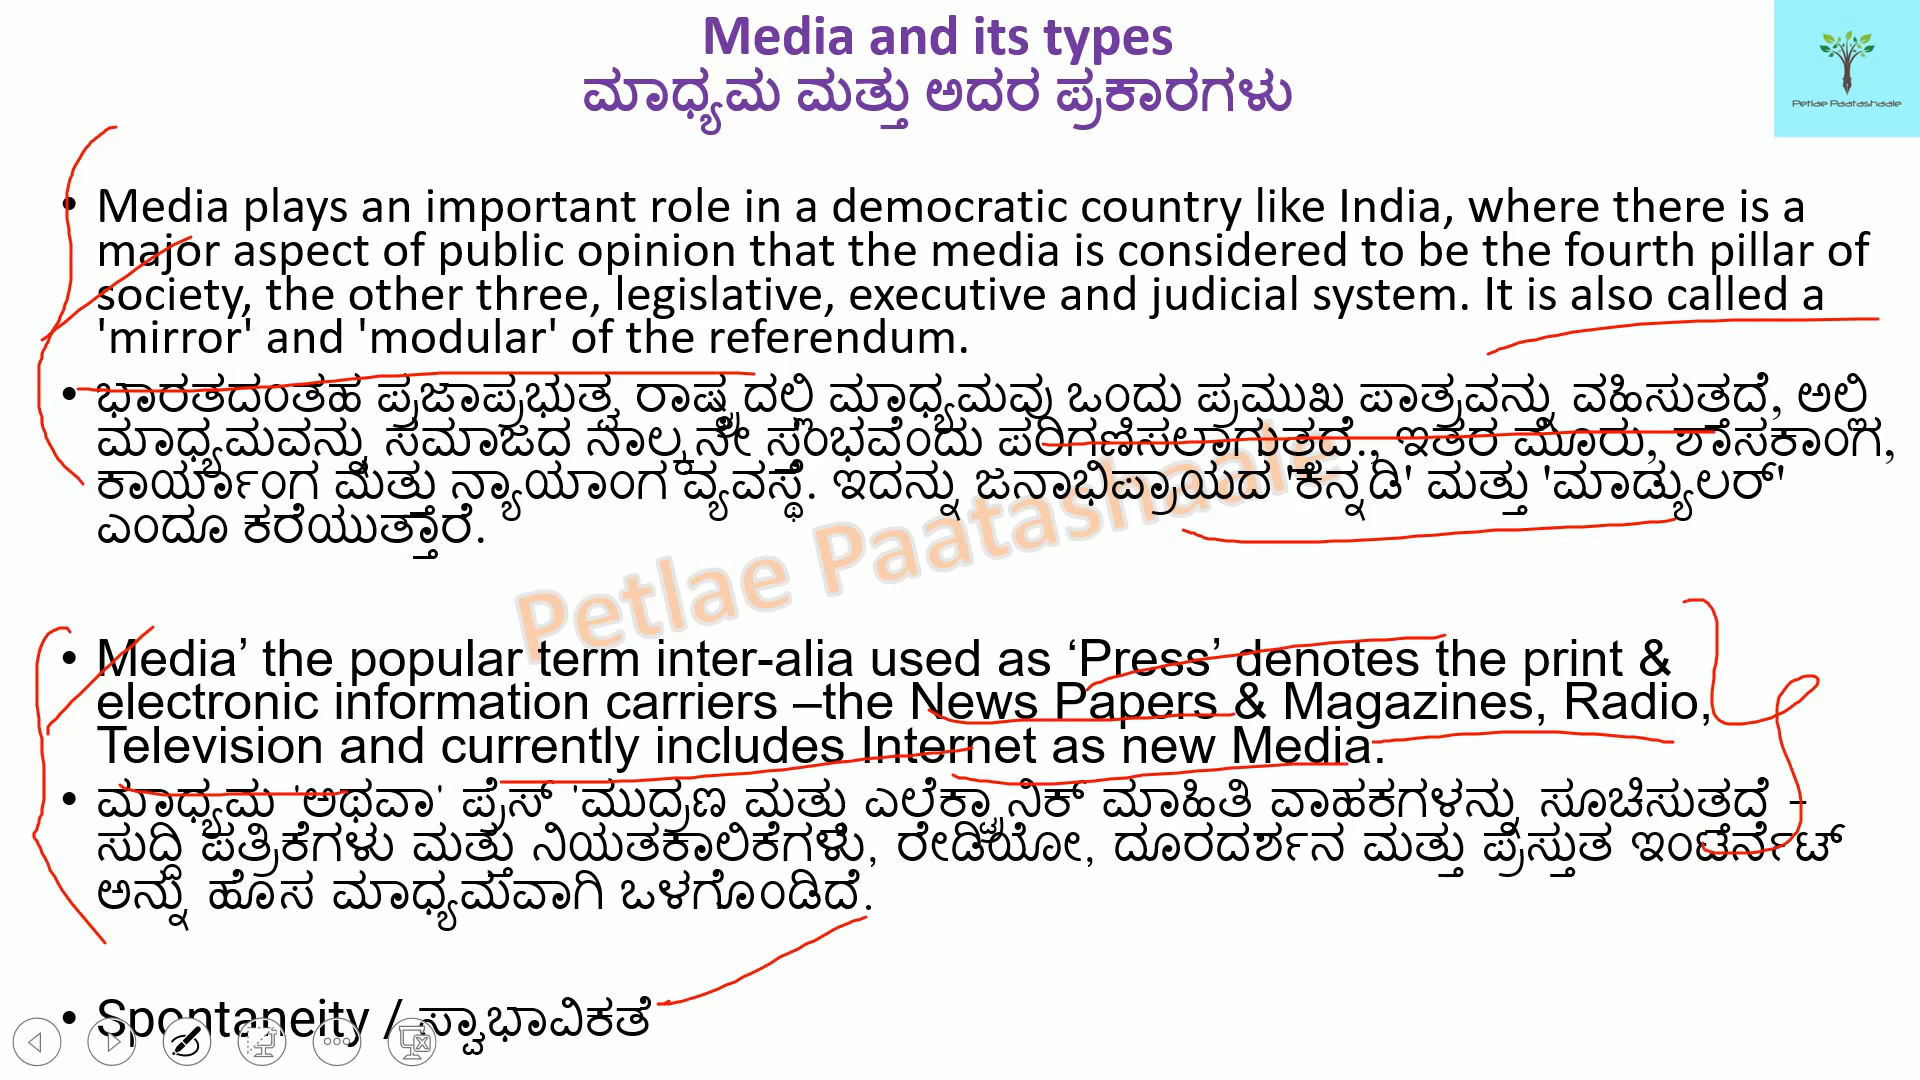 Media and its types
ಮಾಧ್ಯಮ ಮತ್ತು ಅದರ ಪ್ರಕಾರಗಳು
Petlae Paatashaale
• Media plays an important role in a democratic country like India, where there is a
major aspect of public opinion that the media is considered to be the fourth pillar of
society, the other three, legislative, executive and judicial system. It is also called a
'mirror' and 'modular' of the referendum.
• ಭಾರತದಂತಹ ಪ್ರಜಾಪ್ರಭುತ್ವ ರಾಷ್ಟ್ರದಲ್ಲಿ ಮಾಧ್ಯಮವು ಒಂದು ಪ್ರಮುಖ ಪಾತ್ರವನ್ನು ವಹಿಸುತ್ತದೆ, ಅಲ್ಲಿ
ಮಾಧ್ಯಮವನ್ನು ಸಮಾಜದ ನಾಲ್ಕನೇ ಸ್ತಂಭವೆಂದು ಪರಿಗಣಿಸಲಾಗುತ್ತದೆ., ಇತರ ಮೂರು, ಶಾಸಕಾಂಗ,
ಕಾರ್ಯಾಂಗ ಮತ್ತು ನ್ಯಾಯಾಂಗ ವ್ಯವಸ್ಥೆ. ಇದನ್ನು ಜನಾಭಿಪ್ರಾಯದ 'ಕನ್ನಡಿ' ಮತ್ತು 'ಮಾಡ್ಯುಲರ್'
ಎಂದೂ ಕರೆಯುತ್ತಾರೆ.
Petlae Paatashaale
• Media’ the popular term inter-alia used as ‘Press’ denotes the print &
electronic information carriers –the News Papers & Magazines, Radio,
Television and currently includes Internet as new Media.
• ಮಾಧ್ಯಮ 'ಅಥವಾ' ಪ್ರೆಸ್ 'ಮುದ್ರಣ ಮತ್ತು ಎಲೆಕ್ಟ್ರಾನಿಕ್ ಮಾಹಿತಿ ವಾಹಕಗಳನ್ನು ಸೂಚಿಸುತ್ತದೆ -
ಸುದ್ದಿ ಪತ್ರಿಕೆಗಳು ಮತ್ತು ನಿಯತಕಾಲಿಕೆಗಳು, ರೇಡಿಯೋ, ದೂರದರ್ಶನ ಮತ್ತು ಪ್ರಸ್ತುತ ಇಂಟರ್ನೆಟ್
ಅನ್ನು ಹೊಸ ಮಾಧ್ಯಮವಾಗಿ ಒಳಗೊಂಡಿದೆ.
• Spontaneity / ಸ್ವಾಭಾವಿಕತೆ